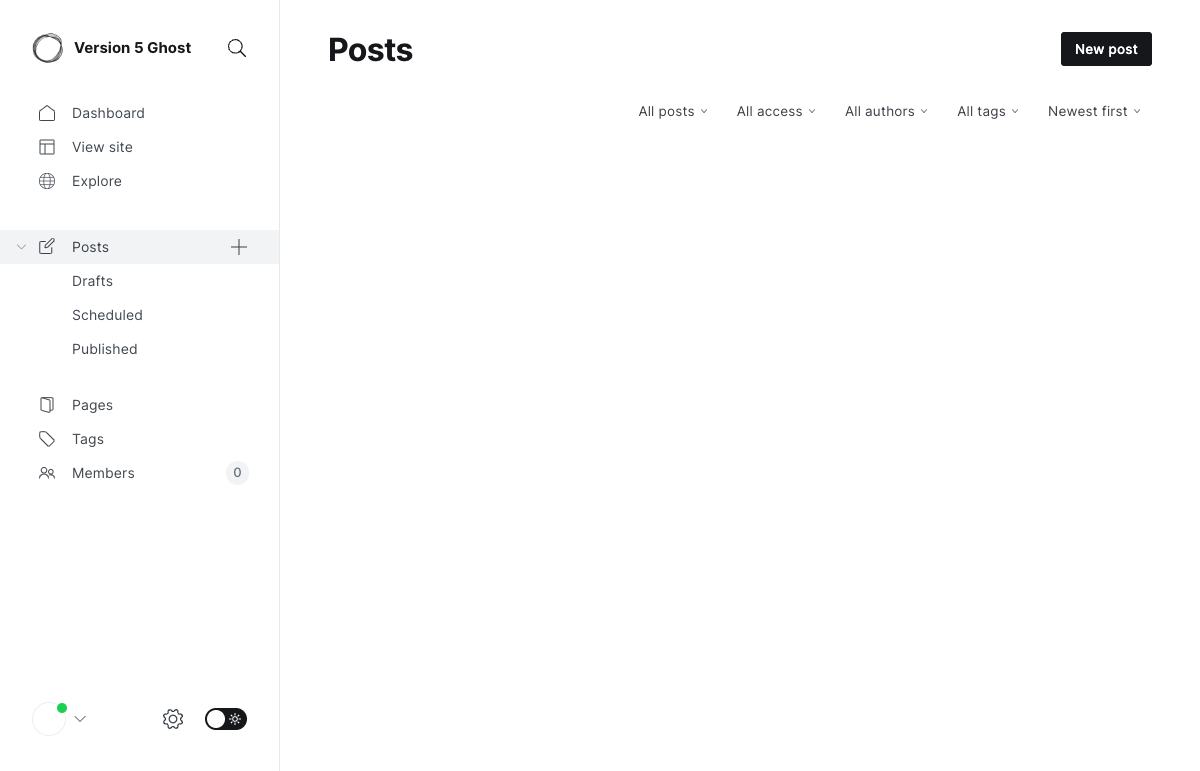 Version 5 Ghost
Dashboard
View site
Explore
Posts
Drafts
Scheduled
Published
Pages
Tags
Members 0
Posts
New post
All posts All access All authors All tags Newest first